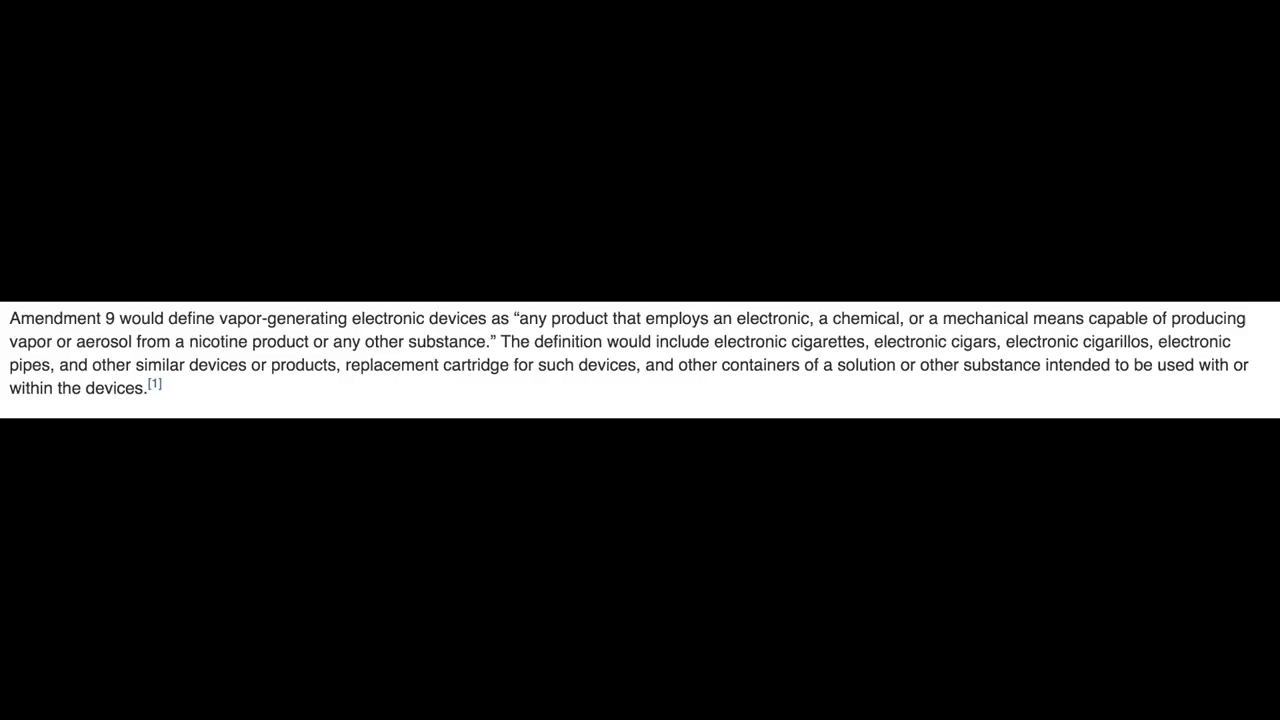 Amendment 9 would define vapor-generating electronic devices as “any product that employs an electronic, a chemical, or a mechanical means capable of producing
vapor or aerosol from a nicotine product or any other substance.” The definition would include electronic cigarettes, electronic cigars, electronic cigarillos, electronic
pipes, and other similar devices or products, replacement cartridge for such devices, and other containers of a solution or other substance intended to be used with or
within the devices.[1]